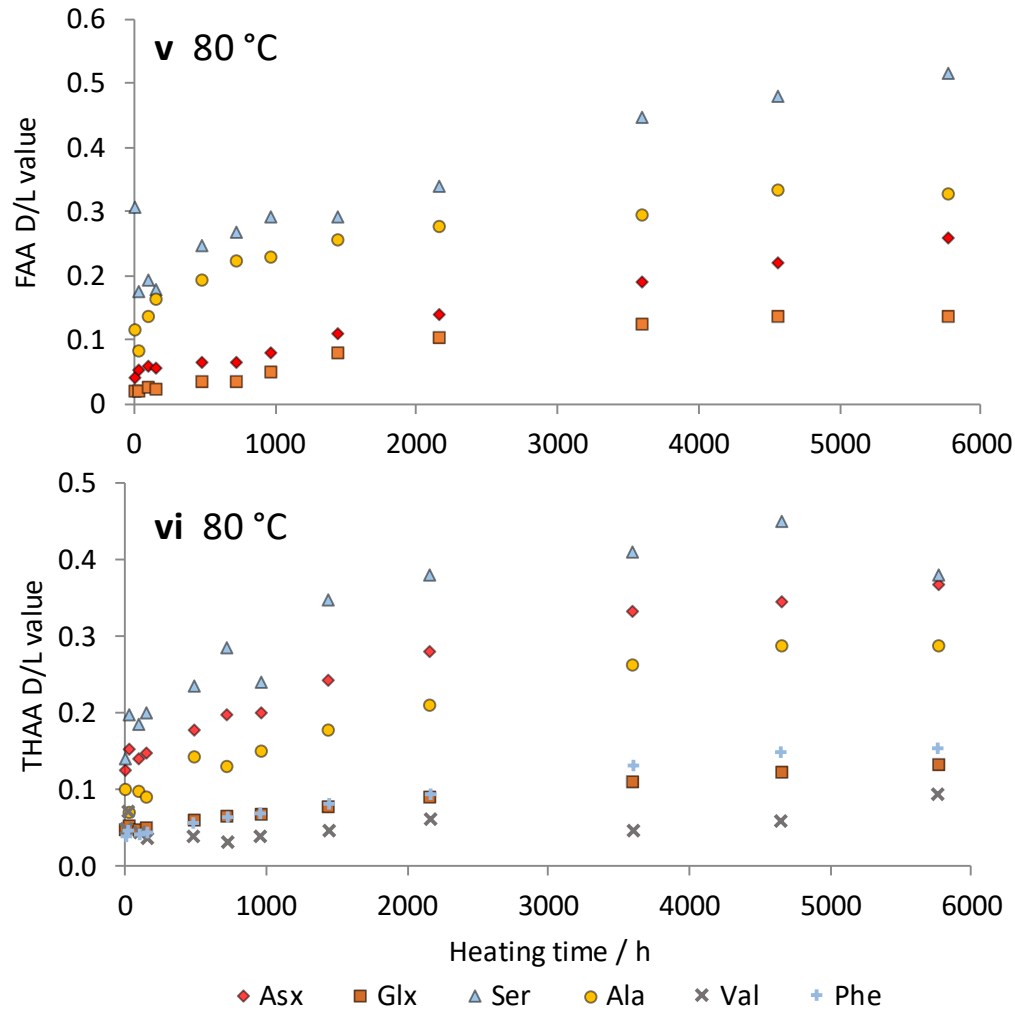 0.6
v 80 °C
0.5
0.4
0.3
0.2
0.1
0
FAA D/L value
0 1000 2000 3000 4000 5000 6000
0.5
vi 80 °C
0.4
0.3
0.2
0.1
0.0
THAA D/L value
0 1000 2000 3000 4000 5000 6000
Heating time / h
Asx Glx Ser Ala Val Phe